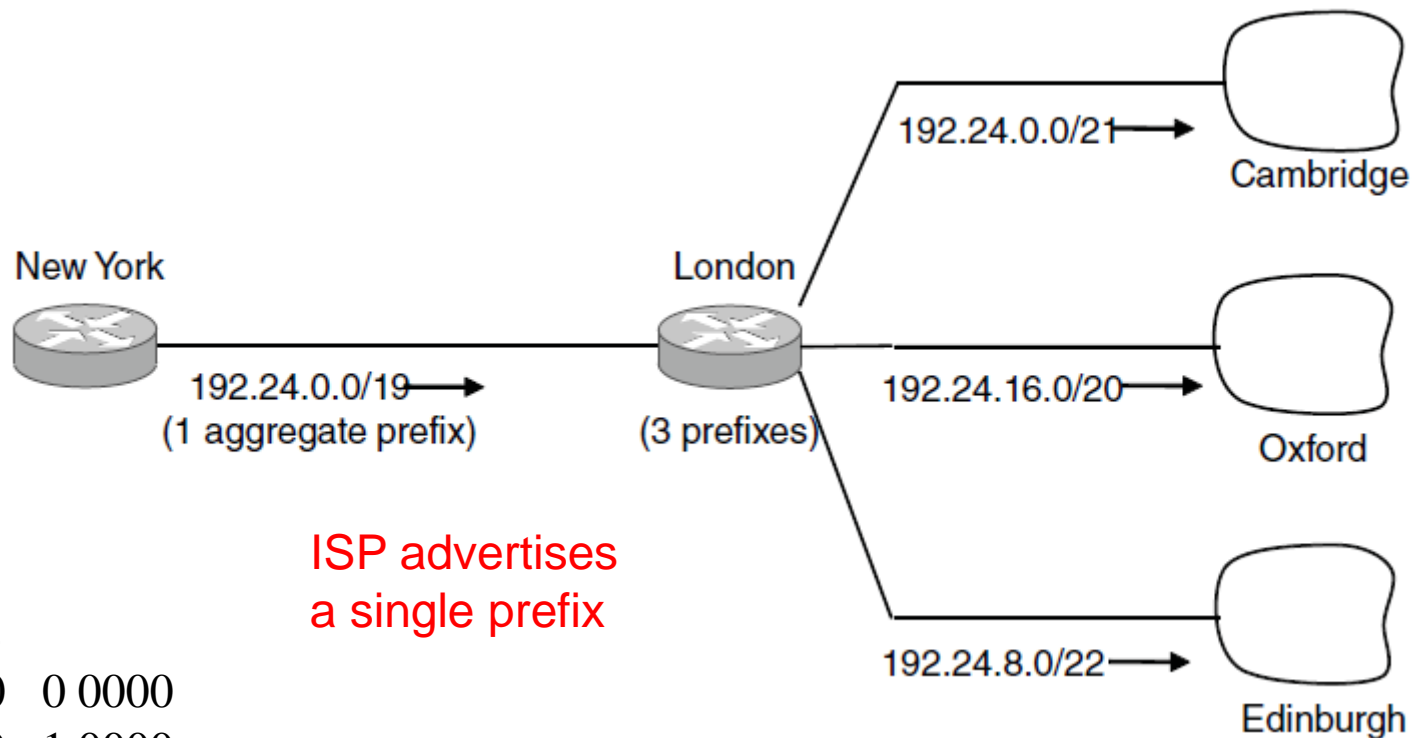 192.24.0.0/21
Cambridge
New York
London
192.24.0.0/19
(1 aggregate prefix)
(3 prefixes)
192.24.16.0/20
Oxford
ISP advertises
a single prefix
192.24.8.0/22
Edinburgh
0 0000